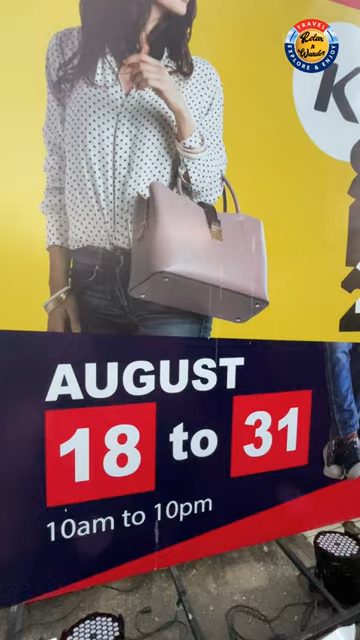 TRAVEL
Relax
n
Wander
EXPLORE & ENJOY
K
AUGUST
18 to 31
10am to 10pm